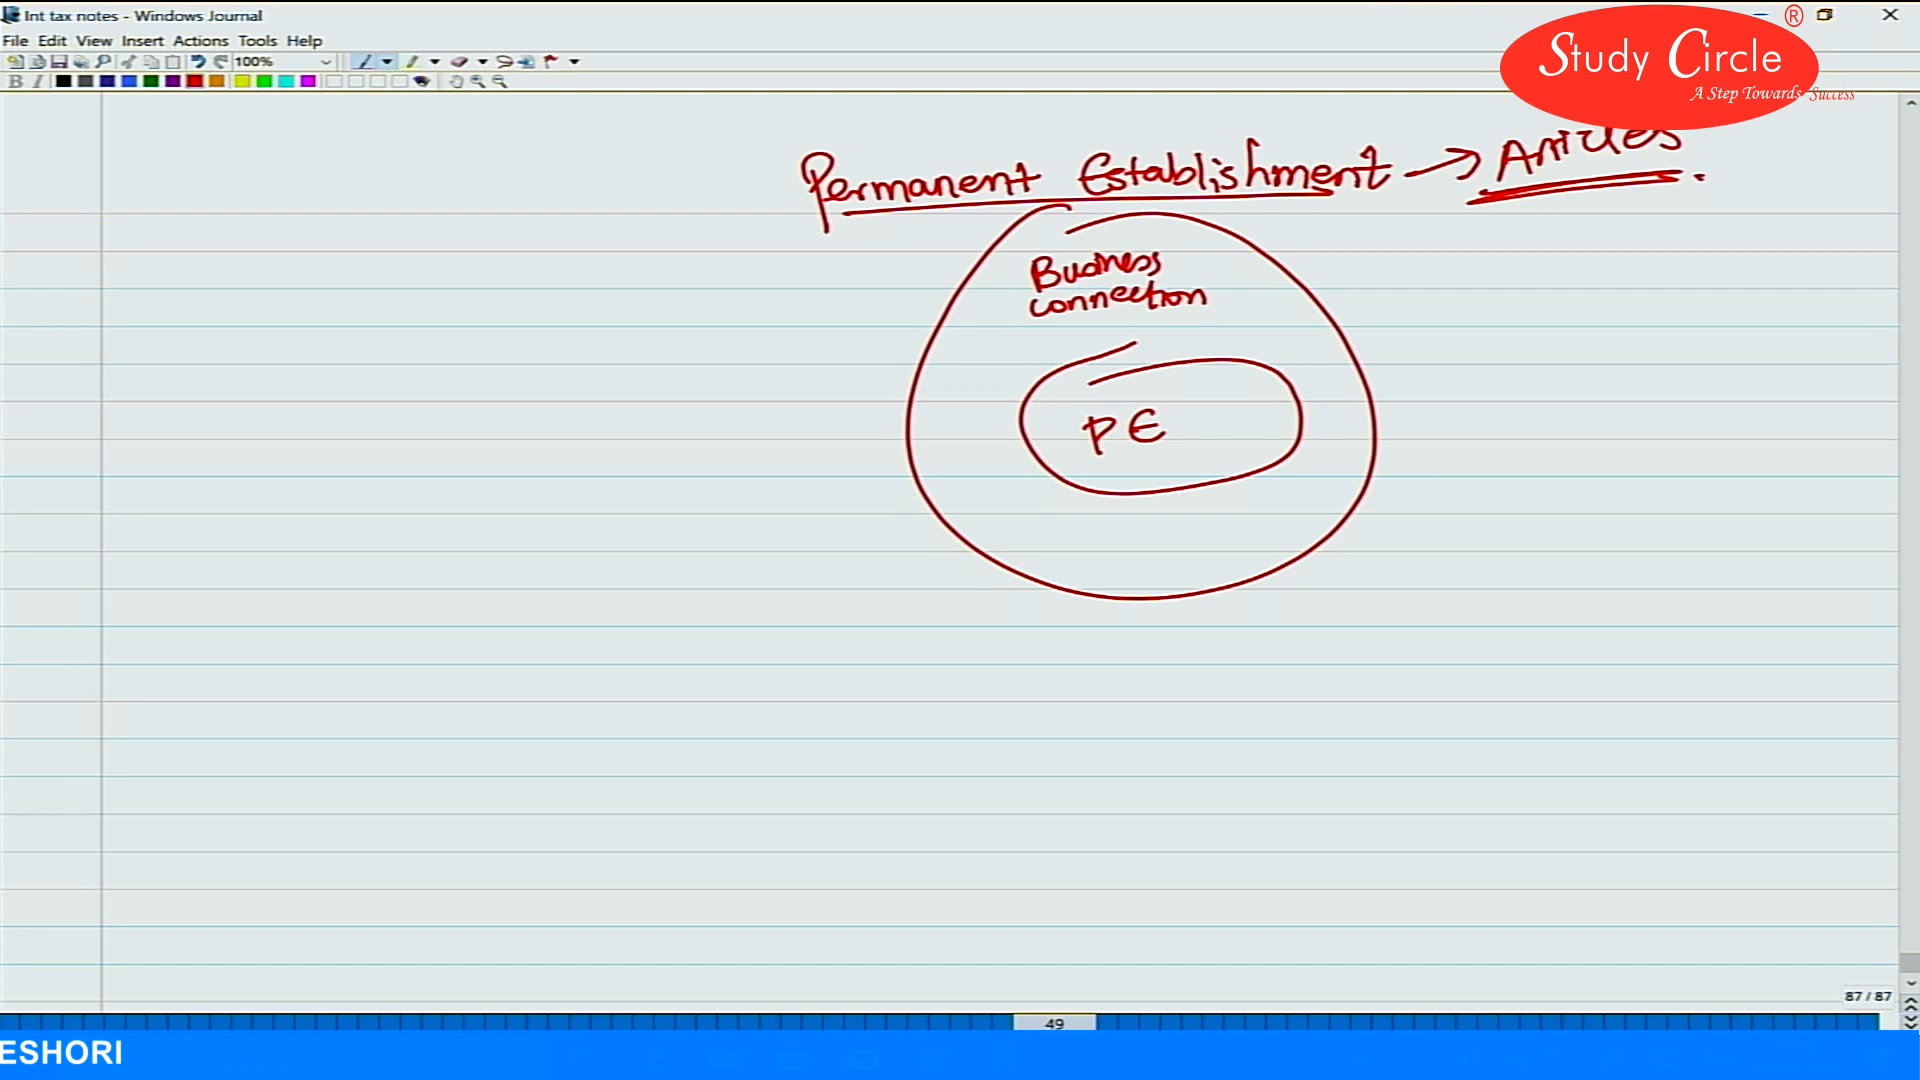 Int tax notes - Windows Journal
File Edit View Insert Actions Tools Help
100%
B I
Study Circle ®
A Step Towards Success
Permanent Establishment → Articles.
Business
connection
PE
87 / 87
49
ESHORI